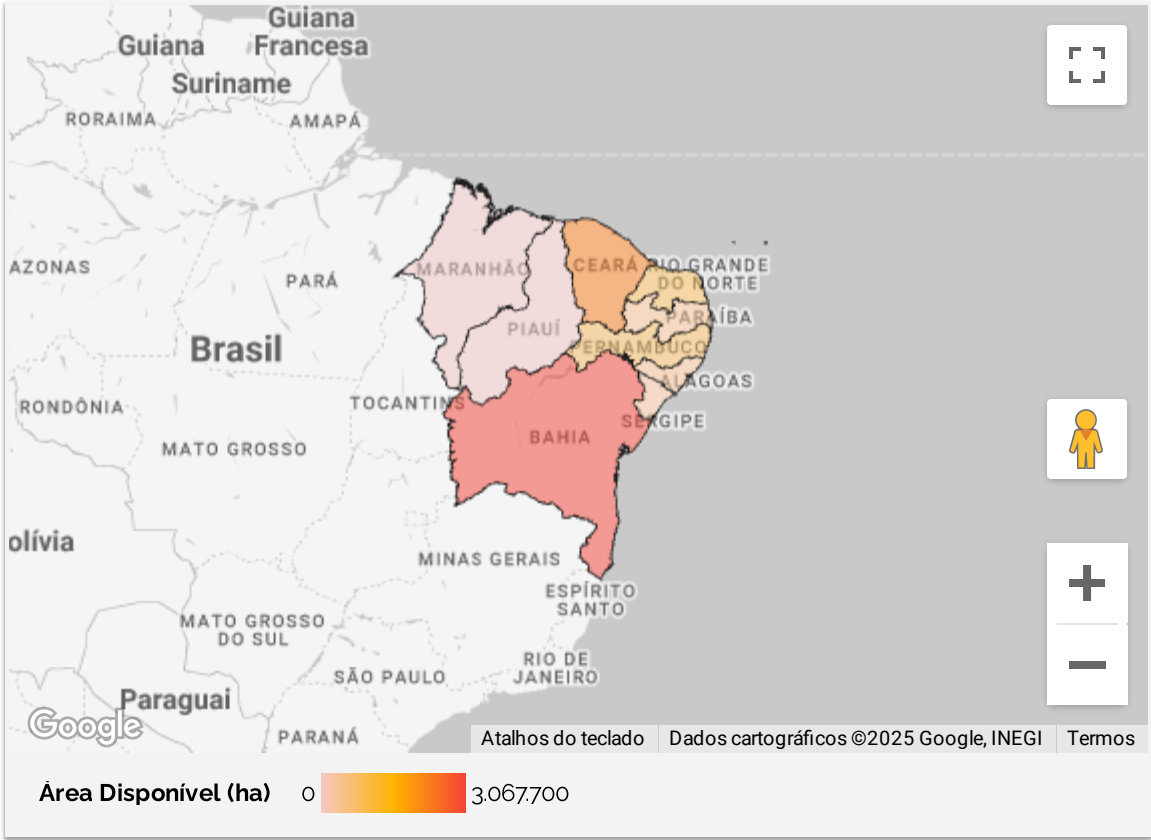 Guiana
Guiana Francesa
Suriname
RORAIMA
AMAPÁ
AZONAS
PARÁ
MARANHÃO
CEARÁ
RIO GRANDE
DO NORTE
PARAÍBA
PIAUÍ
PERNAMBUCO
Brasil
ALAGOAS
TOCANTINS
RONDÔNIA
SERGIPE
BAHIA
MATO GROSSO
olívia
MINAS GERAIS
ESPÍRITO
SANTO
MATO GROSSO
DO SUL
RIO DE
JANEIRO
SÃO PAULO
Paraguai
Google
PARANÁ
Atalhos do teclado
Dados cartográficos ©2025 Google, INEGI
Termos
Área Disponível (ha) 0 3.067.700